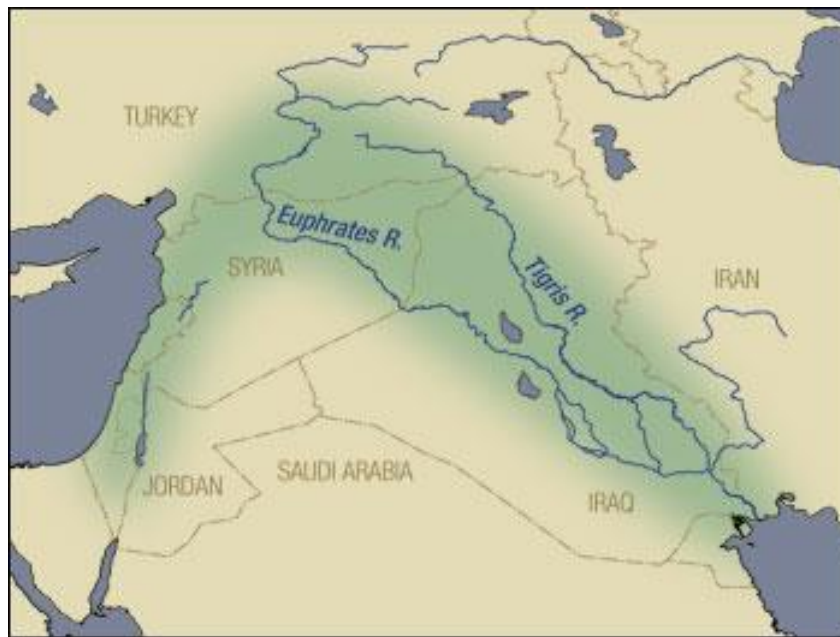 TURKEY
Euphrates R.
SYRIA
Tigris R.
IRAN
JORDAN
SAUDI ARABIA
IRAQ